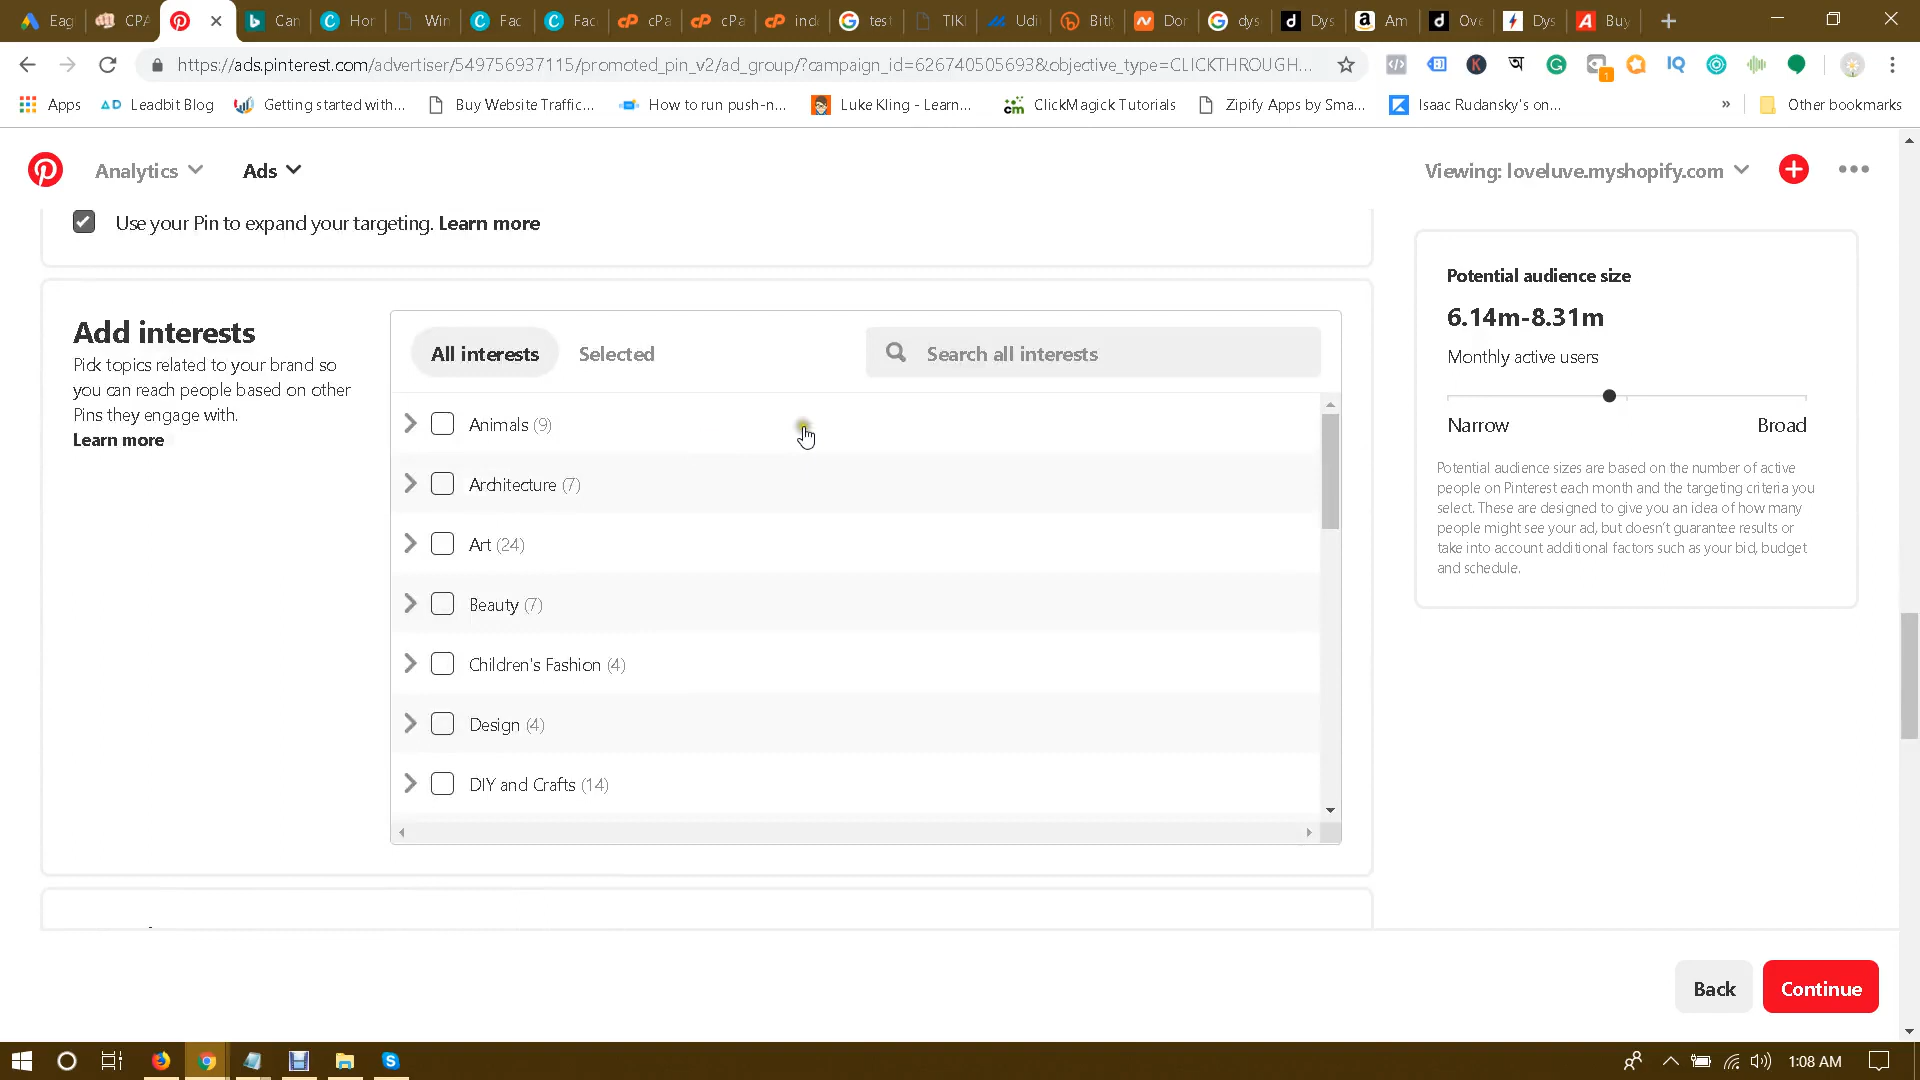 Eag
CPA
Can
Hor
Win
Fac
Fac
cPa
cPa
inde
test
TIKI
Udi
Bitl
Dor
dys
Dys
Am
Ove
Dys
Buy
https://ads.pinterest.com/advertiser/549756937115/promoted_pin_v2/ad_group/?campaign_id=626740505693&objective_type=CLICKTHROUGH...
Apps
Leadbit Blog
Getting started with...
Buy Website Traffic...
How to run push-n...
Luke Kling - Learn...
ClickMagick Tutorials
Zipify Apps by Sma...
Isaac Rudansky's on...
»
Other bookmarks
Analytics
Ads
Viewing: loveluve.myshopify.com
Use your Pin to expand your targeting. Learn more
Add interests
Pick topics related to your brand so
you can reach people based on other
Pins they engage with.
Learn more
All interests
Selected
Search all interests
Animals (9)
Architecture (7)
Art (24)
Beauty (7)
Children's Fashion (4)
Design (4)
DIY and Crafts (14)
Potential audience size
6.14m-8.31m
Monthly active users
Narrow
Broad
Potential audience sizes are based on the number of active
people on Pinterest each month and the targeting criteria you
select. These are designed to give you an idea of how many
people might see your ad, but doesn't guarantee results or
take into account additional factors such as your bid, budget
and schedule.
Back
Continue
1:08 AM